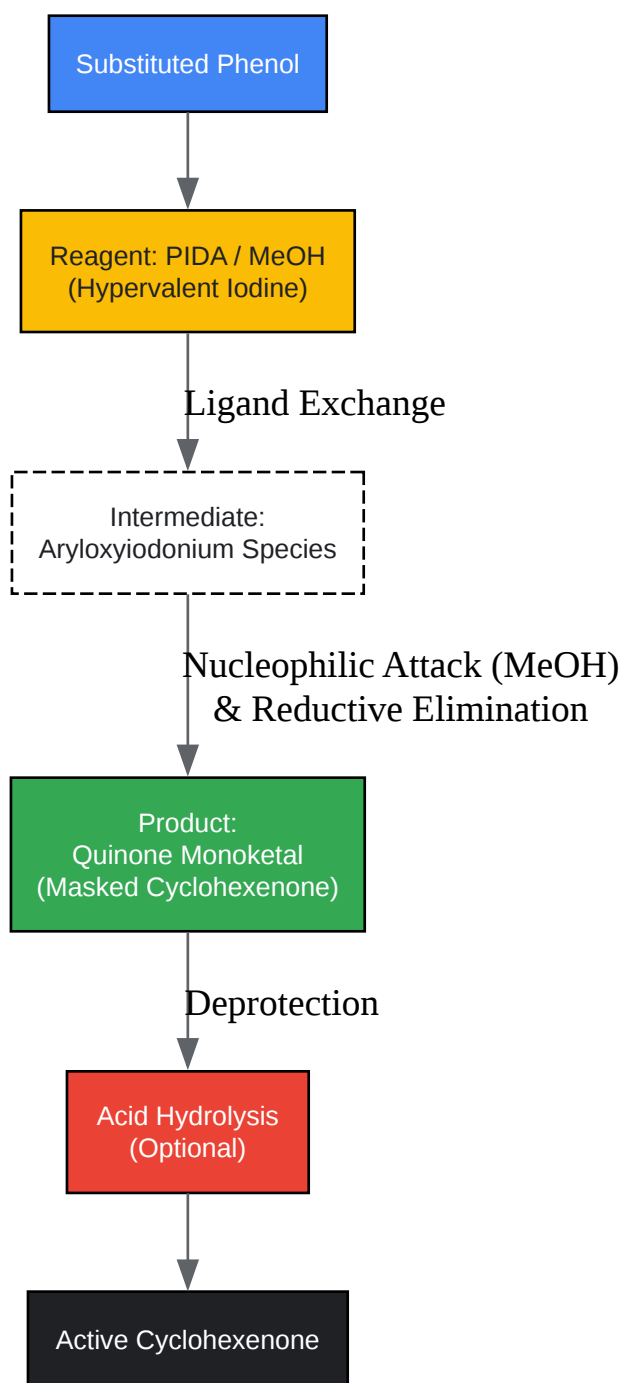 Substituted Phenol
Reagent: PIDA / MeOH
(Hypervalent Iodine)
Ligand Exchange
Intermediate:
Aryloxyiodonium Species
Nucleophilic Attack (MeOH)
& Reductive Elimination
Product:
Quinone Monoketal
(Masked Cyclohexenone)
Deprotection
Acid Hydrolysis
(Optional)
Active Cyclohexenone